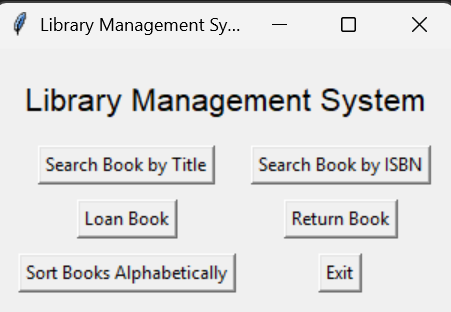 Library Management Sy...
Library Management System
Search Book by Title
Search Book by ISBN
Loan Book
Return Book
Sort Books Alphabetically
Exit